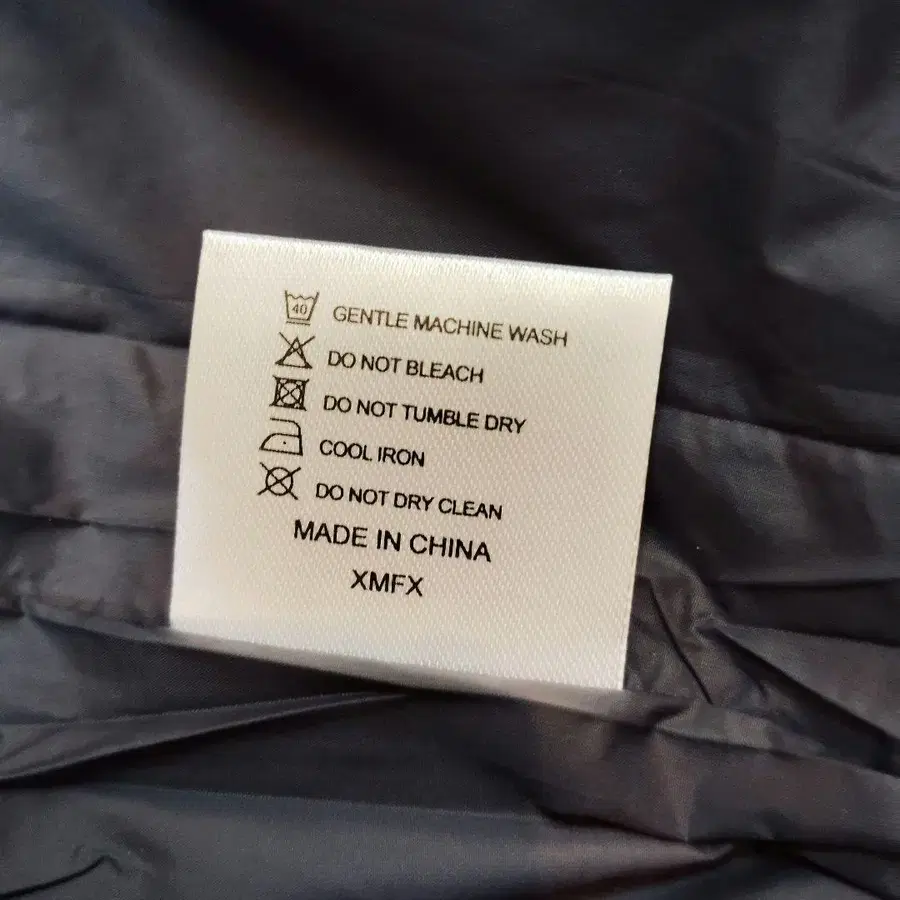 40 GENTLE MACHINE WASH
DO NOT BLEACH
DO NOT TUMBLE DRY
COOL IRON
DO NOT DRY CLEAN
MADE IN CHINA
XMFX